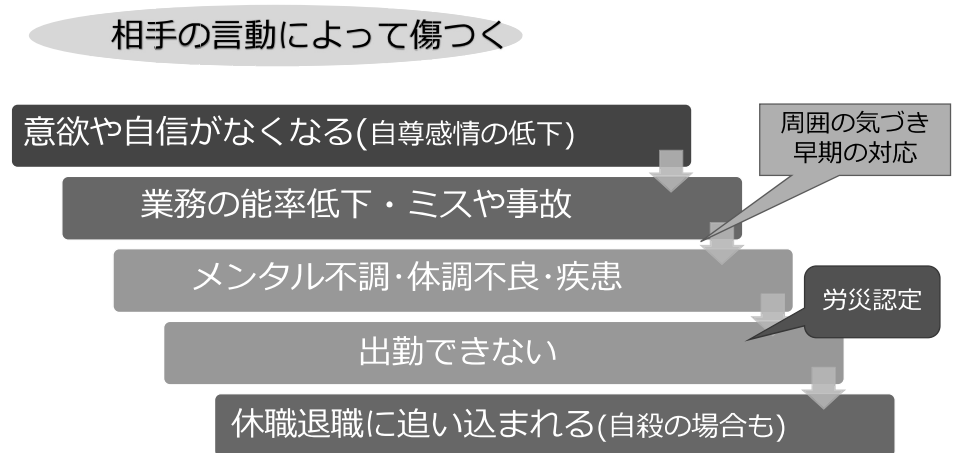 相手の言動によって傷つく
意欲や自信がなくなる(自尊感情の低下)
周囲の気づき
早期の対応
業務の能率低下・ミスや事故
メンタル不調･体調不良･疾患
労災認定
出勤できない
休職退職に追い込まれる(自殺の場合も)